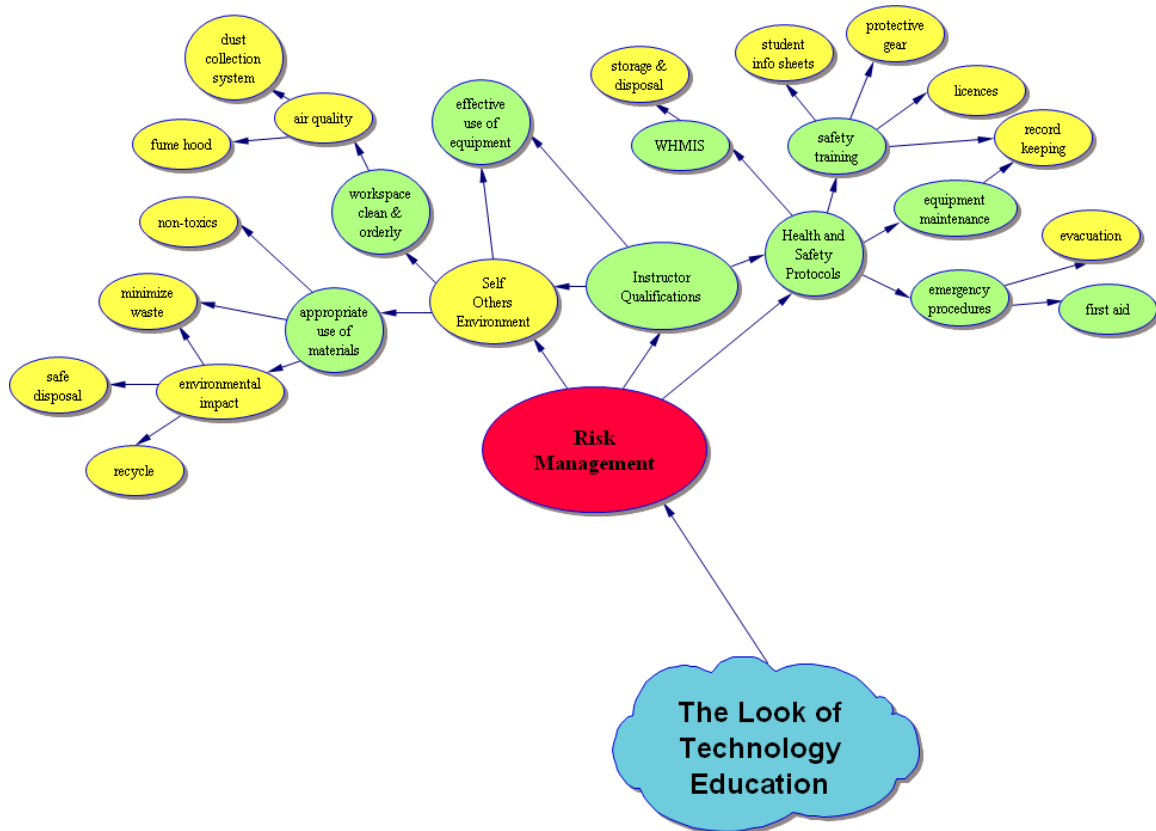 dust
collection
system
air quality
fume hood
effective
use of
equipment
workspace
clean &
orderly
non-toxics
minimize
waste
appropriate
use of
materials
safe
disposal
environmental
impact
recycle
Self
Others
Environment
Instructor
Qualifications
storage &
disposal
WHMIS
student
info sheets
protective
gear
licences
safety
training
record
keeping
equipment
maintenance
Health and
Safety
Protocols
evacuation
emergency
procedures
first aid
Risk
Management
The Look of
Technology
Education